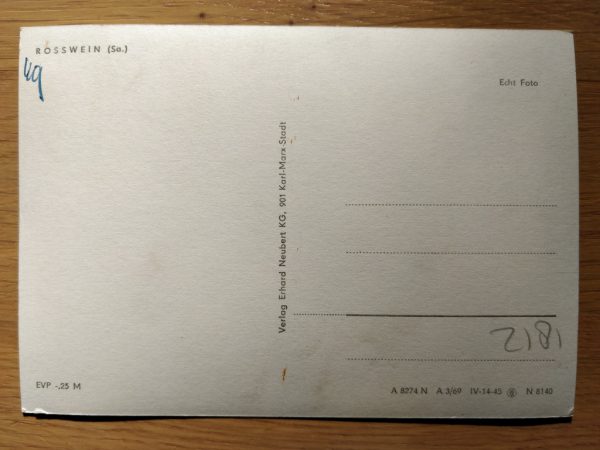 ROSSWEIN (Sa.)
49
Echt Foto
Verlag Erhard Neubert KG, 901 Karl-Marx-Stadt
2181
EVP -,25 M
A 8274 N A 3/69 IV-14-45 N 8140